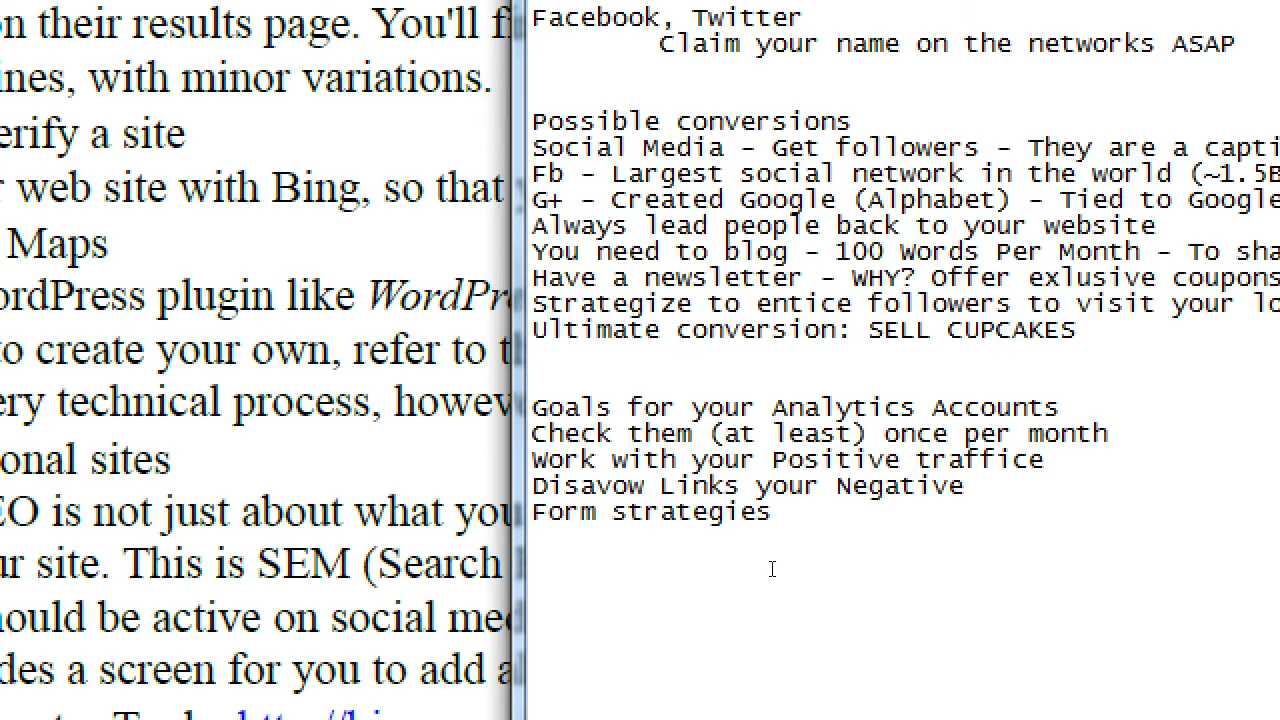 on their results page. You'll
ines, with minor variations.
erify a site
r web site with Bing, so that
Maps
ordPress plugin like WordPr
to create your own, refer to
ery technical process, howev
onal sites
EO is not just about what you
ur site. This is SEM (Search
hould be active on social med
des a screen for you to add a
Facebook, Twitter
Claim your name on the networks ASAP
Possible conversions
Social Media - Get followers - They are a capti
Fb - Largest social network in the world (~1.5B
G+ - Created Google (Alphabet) - Tied to Google
Always lead people back to your website
You need to blog - 100 Words Per Month - To sha
Have a newsletter - WHY? Offer exlusive coupons
Strategize to entice followers to visit your lo
Ultimate conversion: SELL CUPCAKES
Goals for your Analytics Accounts
Check them (at least) once per month
Work with your Positive traffice
Disavow Links your Negative
Form strategies